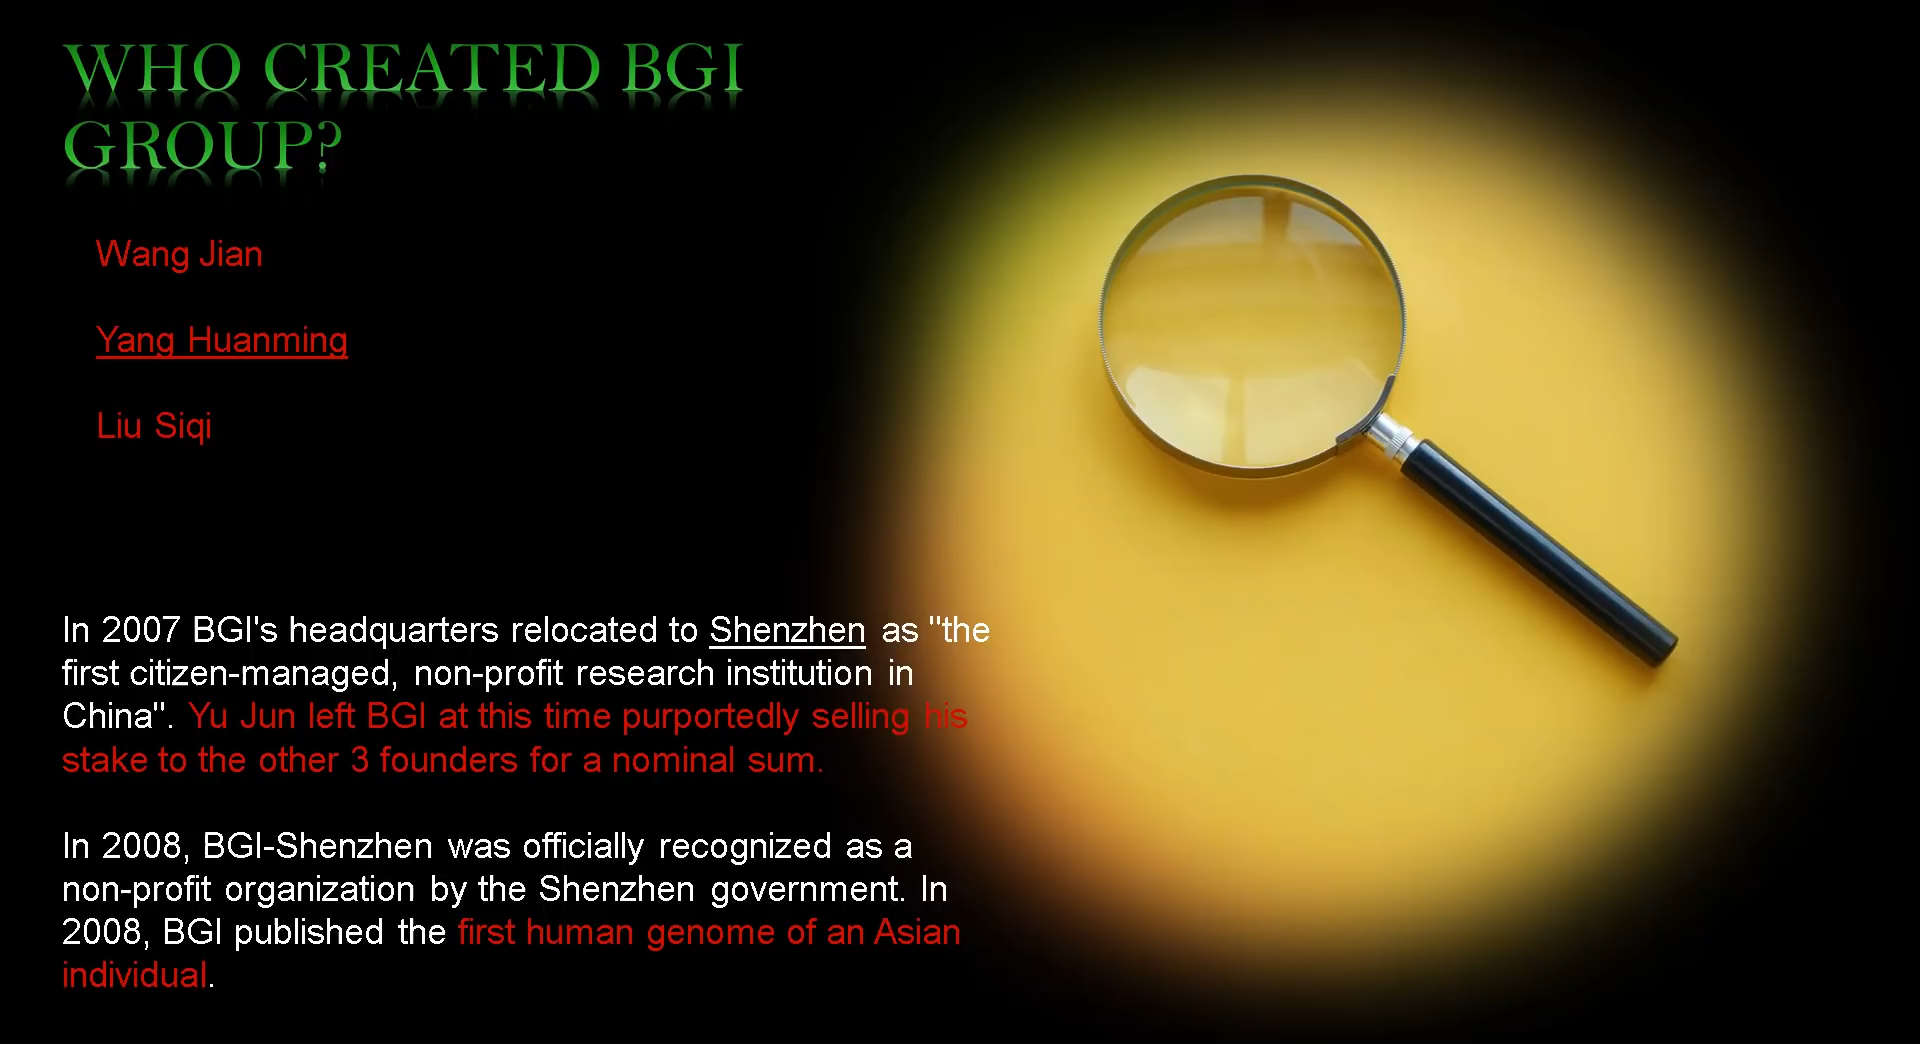 WHO CREATED BGI
GROUP?
Wang Jian
Yang Huanming
Liu Siqi
In 2007 BGI's headquarters relocated to Shenzhen as "the
first citizen-managed, non-profit research institution in
China". Yu Jun left BGI at this time purportedly selling his
stake to the other 3 founders for a nominal sum.
In 2008, BGI-Shenzhen was officially recognized as a
non-profit organization by the Shenzhen government. In
2008, BGI published the first human genome of an Asian
individual.